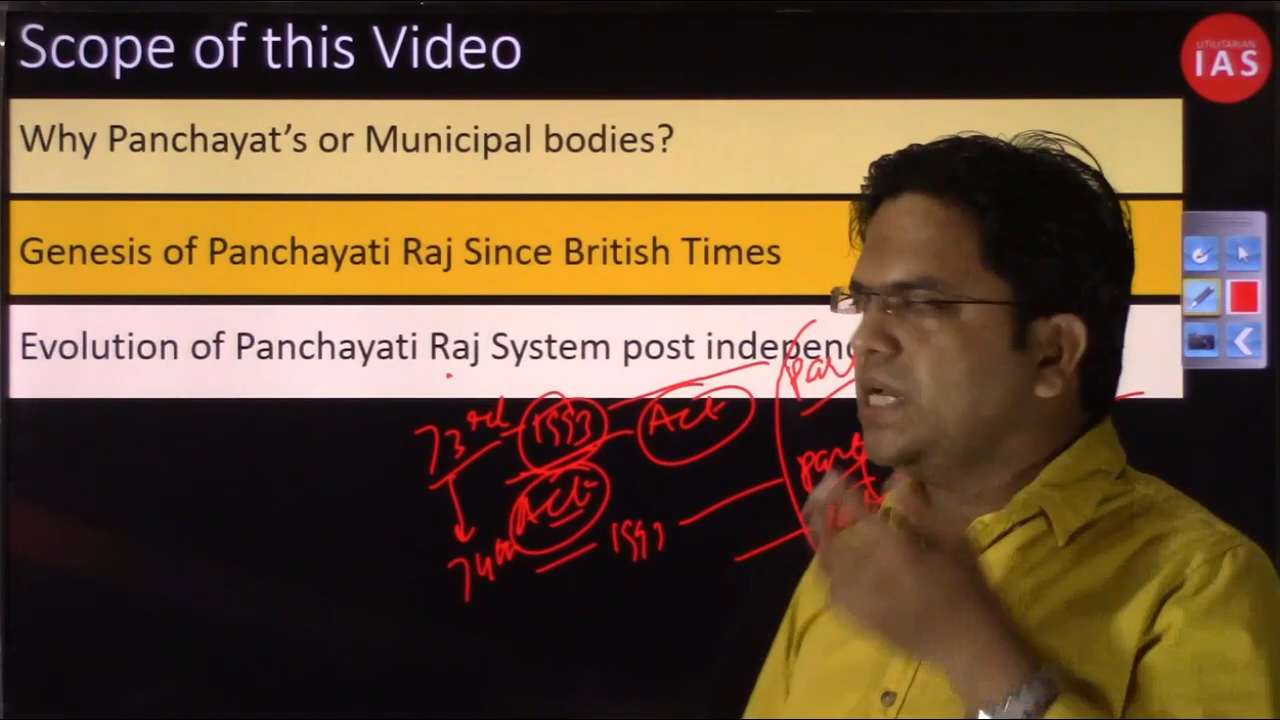 Scope of this Video
UTILITARIAN
IAS
Why Panchayat's or Municipal bodies?
Genesis of Panchayati Raj Since British Times
Evolution of Panchayati Raj System post indepen
73rd 1993 Act
Act
74th 1993